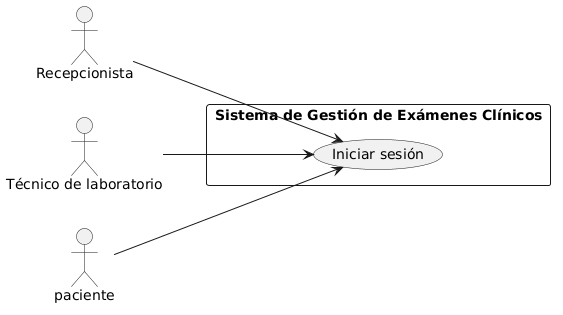 Recepcionista
Sistema de Gestión de Exámenes Clínicos
Iniciar sesión
Técnico de laboratorio
paciente